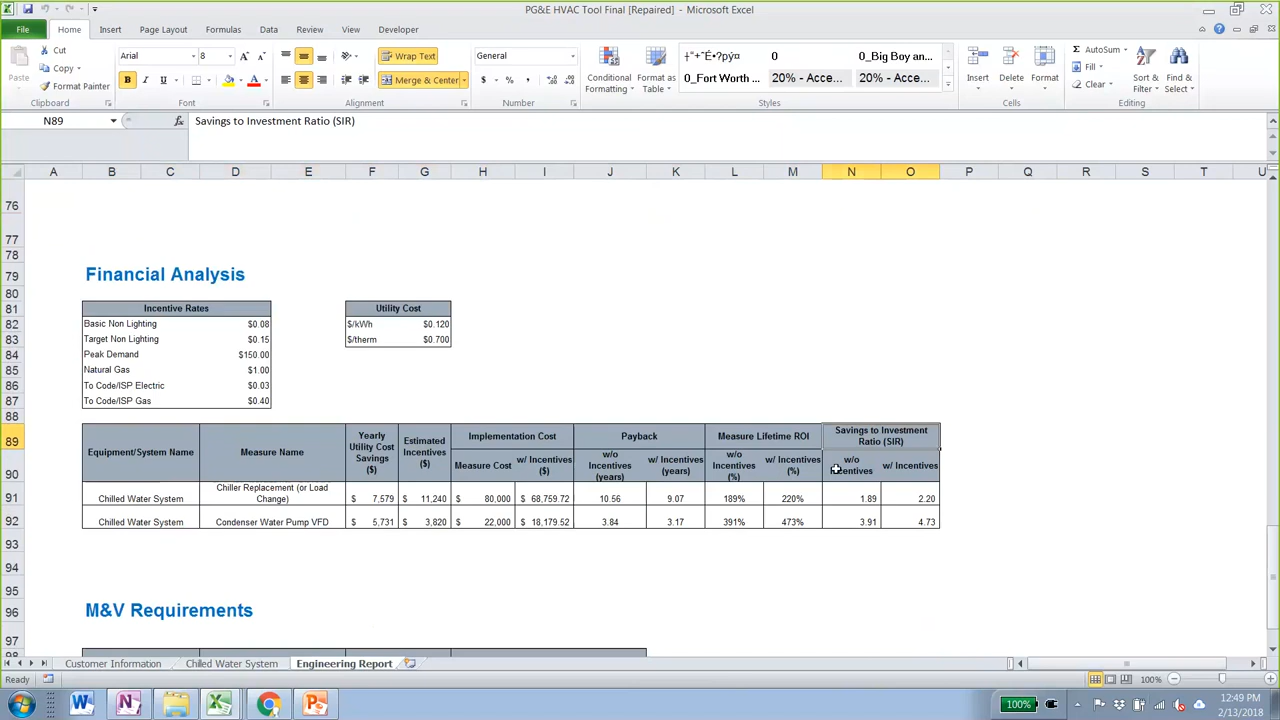 PG&E HVAC Tool Final [Repaired] - Microsoft Excel
File Home Insert Page Layout Formulas Data Review View Developer
Cut
Copy
Format Painter
Paste
Clipboard
Arial 8
Font
Wrap Text
Merge & Center
Alignment
General
$ % ,
Number
Conditional Formatting
Format as Table
0
0_Big Boy an...
0_Fort Worth ...
20% - Acce...
20% - Acce...
Styles
Insert Delete Format
Cells
AutoSum
Fill
Clear
Sort & Filter
Find & Select
Editing
N89 fx Savings to Investment Ratio (SIR)
A B C D E F G H I J K L M N O P Q R S T U
76
77
78
79 Financial Analysis
80
81 Incentive Rates Utility Cost
82 Basic Non Lighting $0.08 $/kWh $0.120
83 Target Non Lighting $0.15 $/therm $0.700
84 Peak Demand $150.00
85 Natural Gas $1.00
86 To Code/ISP Electric $0.03
87 To Code/ISP Gas $0.40
88
89 Equipment/System Name Measure Name Yearly Utility Cost Savings ($) Estimated Incentives ($) Implementation Cost Payback Measure Lifetime ROI Savings to Investment Ratio (SIR)
90 Measure Cost w/ Incentives ($) w/o Incentives (years) w/ Incentives (years) w/o Incentives (%) w/ Incentives (%) w/o w/ Incentives
91 Chilled Water System Chiller Replacement (or Load Change) $ 7,579 $ 11,240 $ 80,000 $ 68,759.72 10.56 9.07 189% 220% 1.89 2.20
92 Chilled Water System Condenser Water Pump VFD $ 5,731 $ 3,820 $ 22,000 $ 18,179.52 3.84 3.17 391% 473% 3.91 4.73
93
94
95
96 M&V Requirements
97
98
Customer Information Chilled Water System Engineering Report
Ready 100%
100% 12:49 PM
2/13/2018